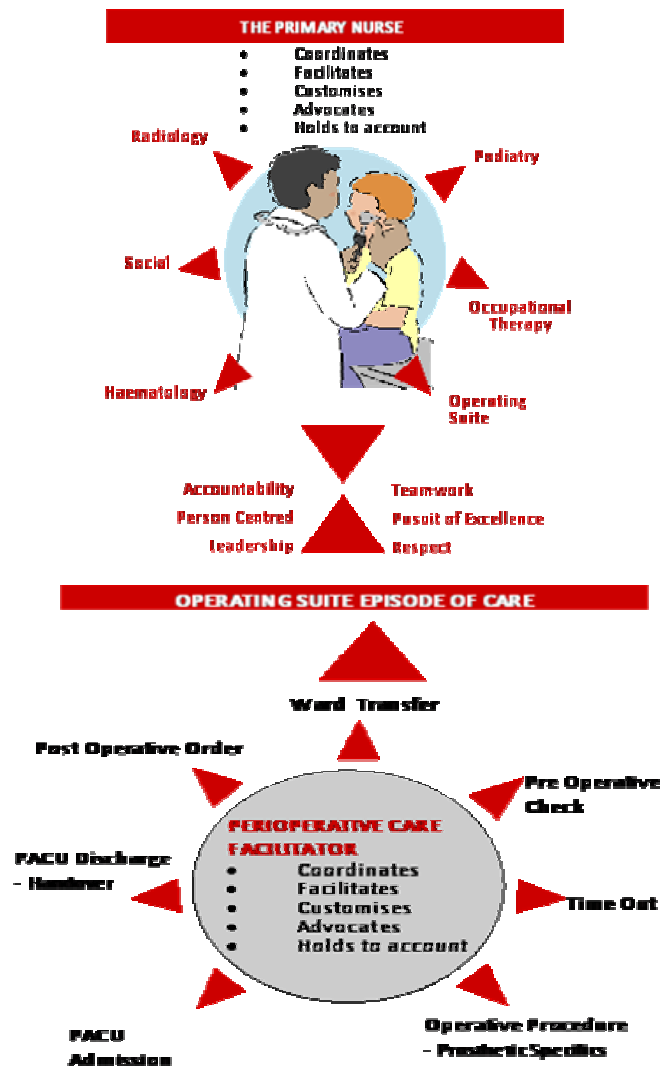 THE PRIMARY NURSE
• Coordinates
• Facilitates
• Customises
• Advocates
• Holds to account
Radiology
Podiatry
Social
Occupational
Therapy
Haematology
Operating
Suite
Accountability
Teamwork
Person Centred
Pusuit of Excellence
Leadership
Respect
OPERATING SUITE EPISODE OF CARE
Ward Transfer
Post Operative Order
Pre Operative
Check
PERIOPERATIVE CARE
FACILITATOR
• Coordinates
• Facilitates
• Customises
• Advocates
• Holds to account
PACU Discharge
- Handover
Time Out
PACU
Admission
Operative Procedure
- Prosthetic Specifics